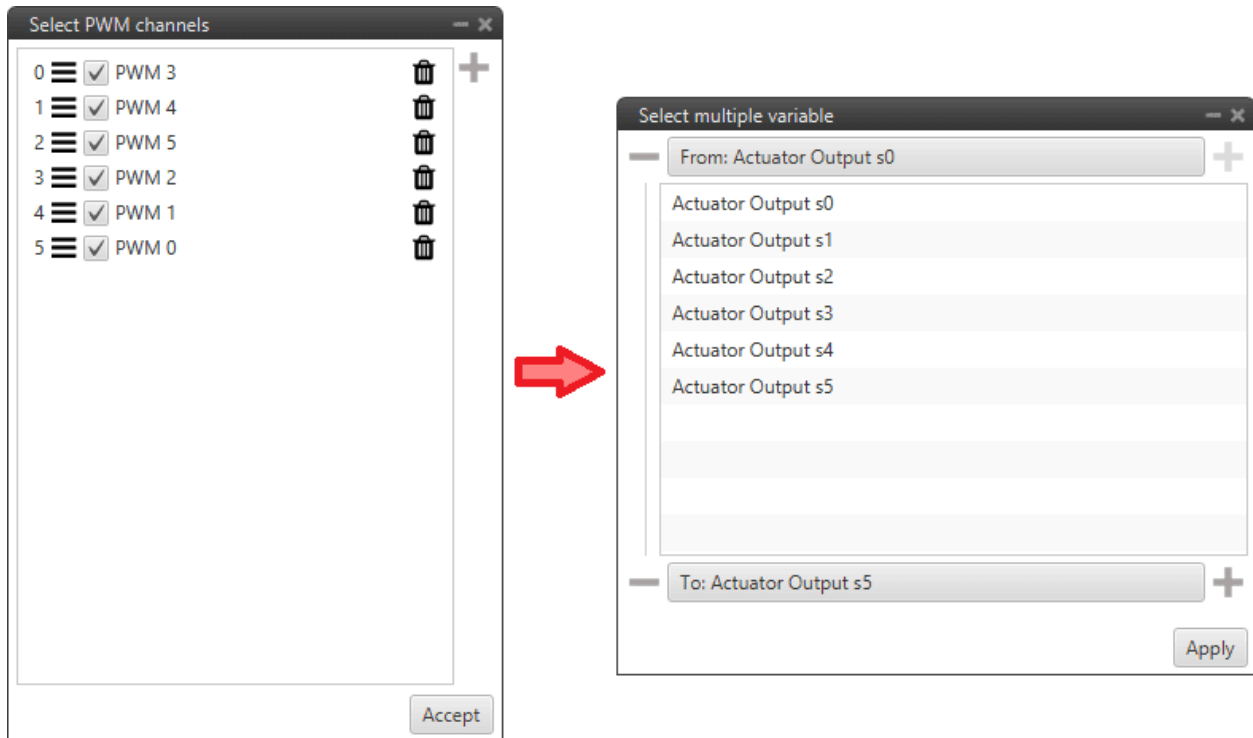 Select PWM channels
0 PWM 3
1 PWM 4
2 PWM 5
3 PWM 2
4 PWM 1
5 PWM 0
Accept
Select multiple variable
From: Actuator Output s0
Actuator Output s0
Actuator Output s1
Actuator Output s2
Actuator Output s3
Actuator Output s4
Actuator Output s5
To: Actuator Output s5
Apply